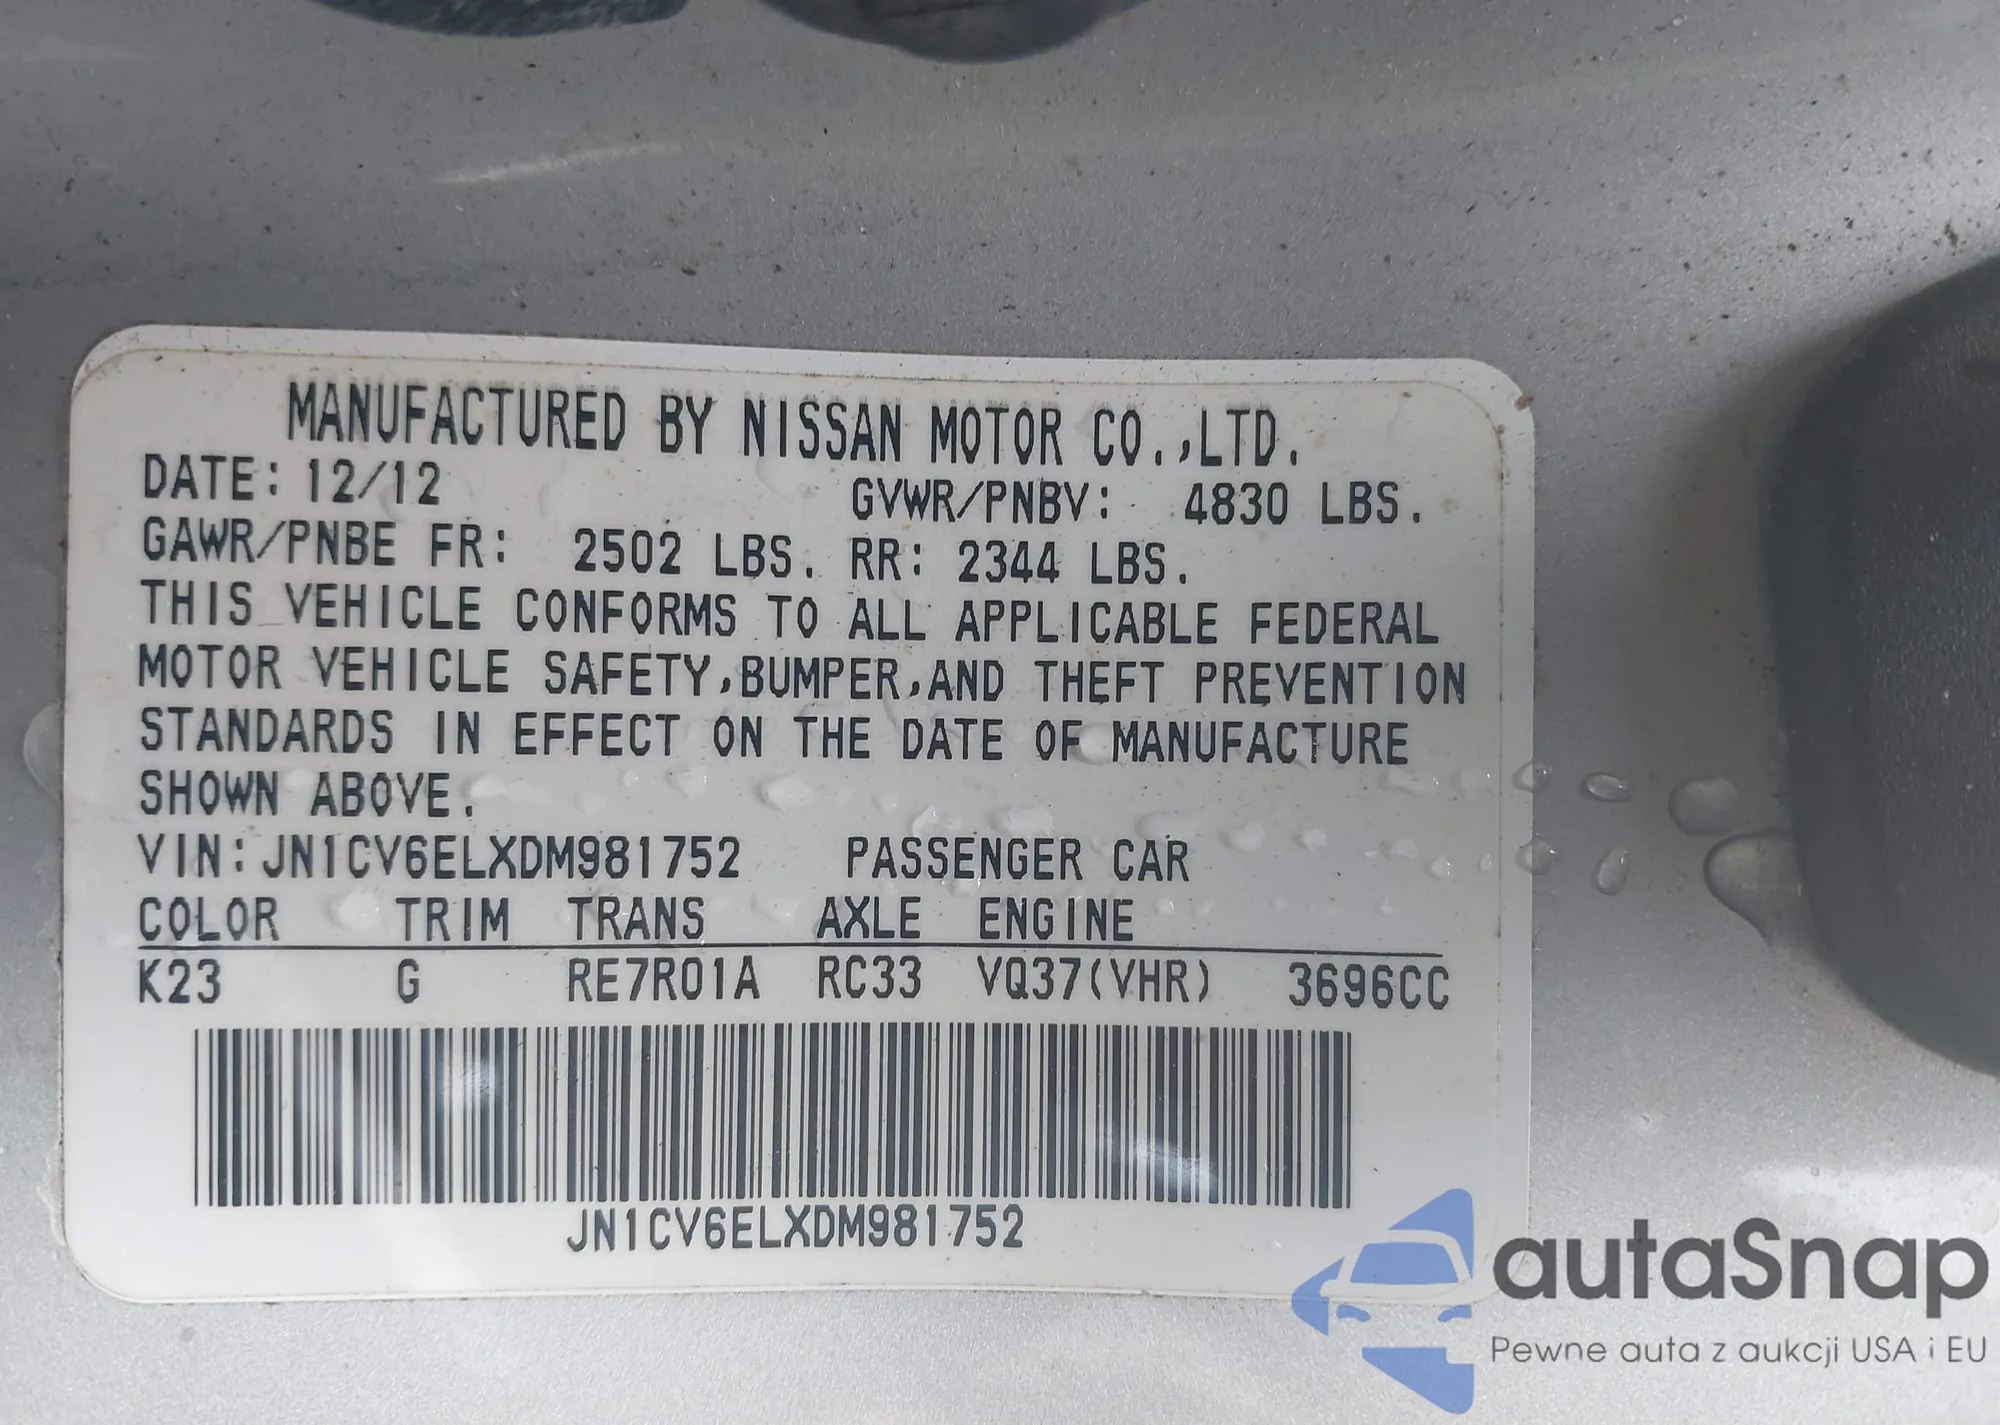 MANUFACTURED BY NISSAN MOTOR CO.,LTD.
DATE: 12/12 GVWR/PNBV: 4830 LBS.
GAWR/PNBE FR: 2502 LBS. RR: 2344 LBS.
THIS VEHICLE CONFORMS TO ALL APPLICABLE FEDERAL
MOTOR VEHICLE SAFETY,BUMPER,AND THEFT PREVENTION
STANDARDS IN EFFECT ON THE DATE OF MANUFACTURE
SHOWN ABOVE.
VIN:JN1CV6ELXDM981752 PASSENGER CAR
COLOR TRIM TRANS AXLE ENGINE
K23 G RE7R01A RC33 VQ37(VHR) 3696CC
JN1CV6ELXDM981752
autaSnap
Pewne auta z aukcji USA i EU